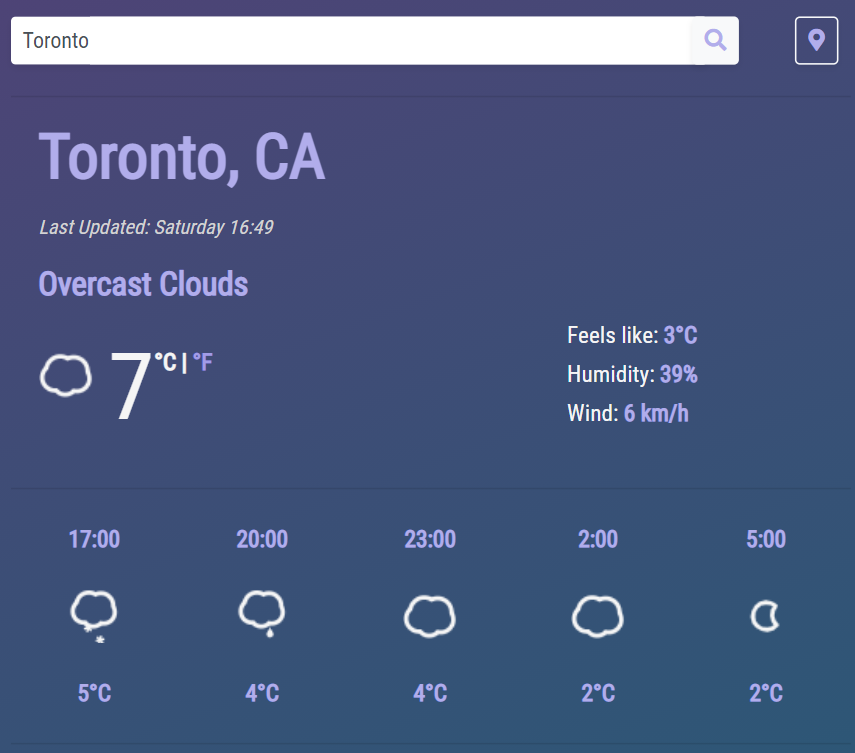 Toronto
Toronto, CA
Last Updated: Saturday 16:49
Overcast Clouds
7°C | °F
Feels like: 3°C
Humidity: 39%
Wind: 6 km/h
17:00 20:00 23:00 2:00 5:00
5°C 4°C 4°C 2°C 2°C